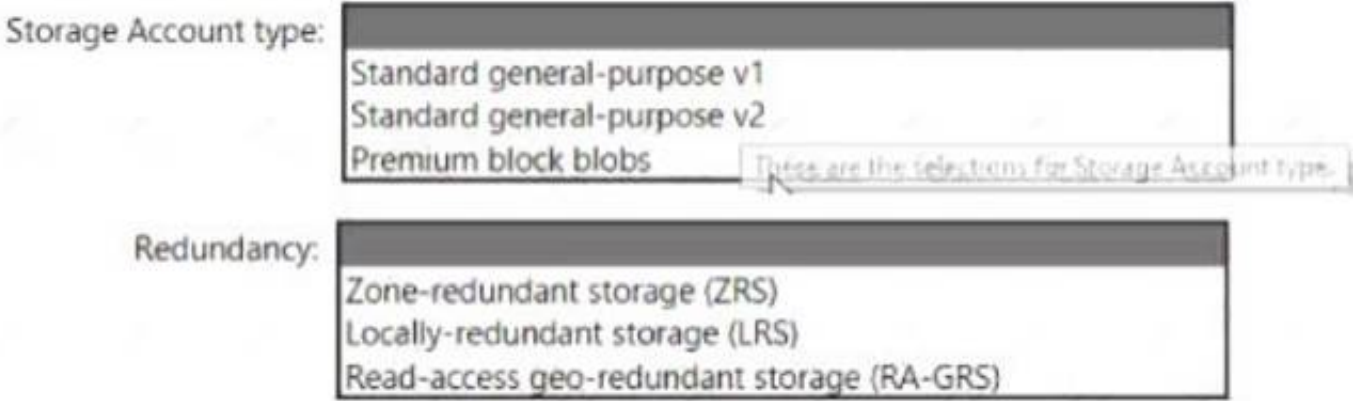 Storage Account type:
Standard general-purpose v1
Standard general-purpose v2
Premium block blobs
These are the selections for Storage Account type.
Redundancy:
Zone-redundant storage (ZRS)
Locally-redundant storage (LRS)
Read-access geo-redundant storage (RA-GRS)